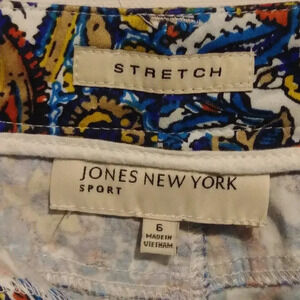 STRETCH
JONES NEW YORK
SPORT
6
MADE IN
VIETNAM